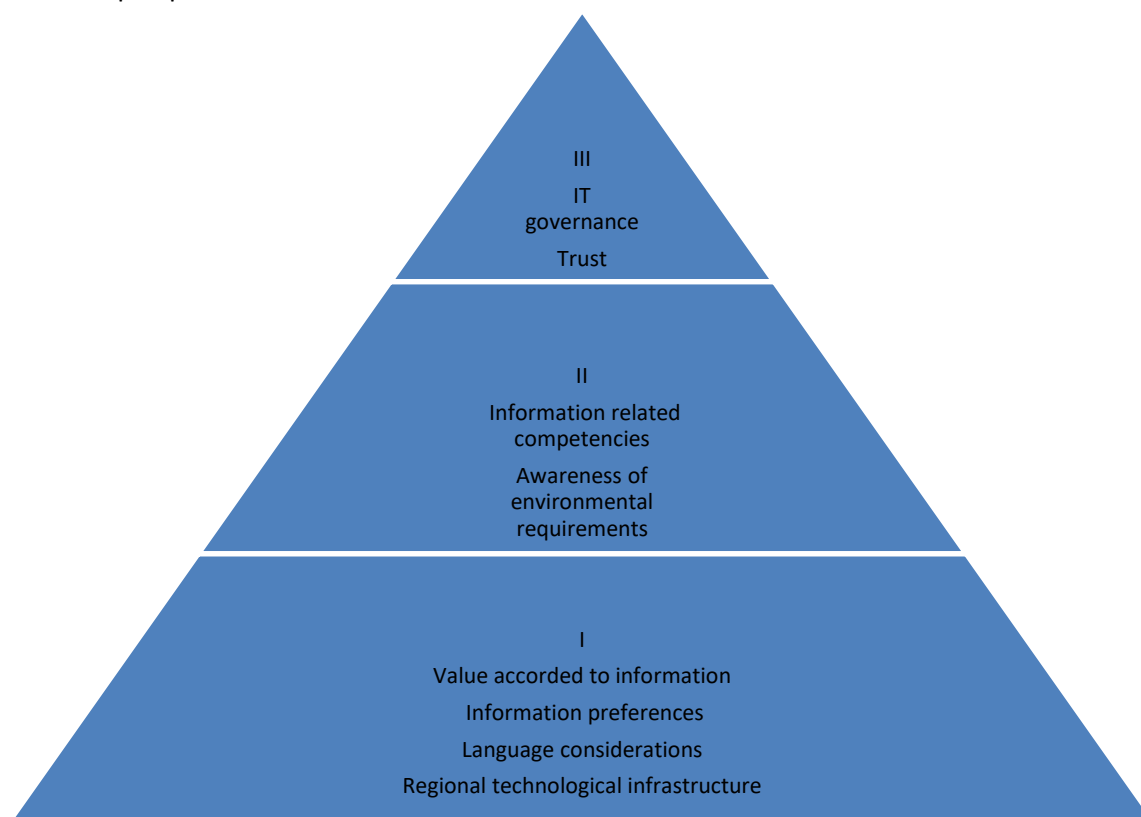 III
IT
governance
Trust
II
Information related
competencies
Awareness of
environmental
requirements
I
Value accorded to information
Information preferences
Language considerations
Regional technological infrastructure